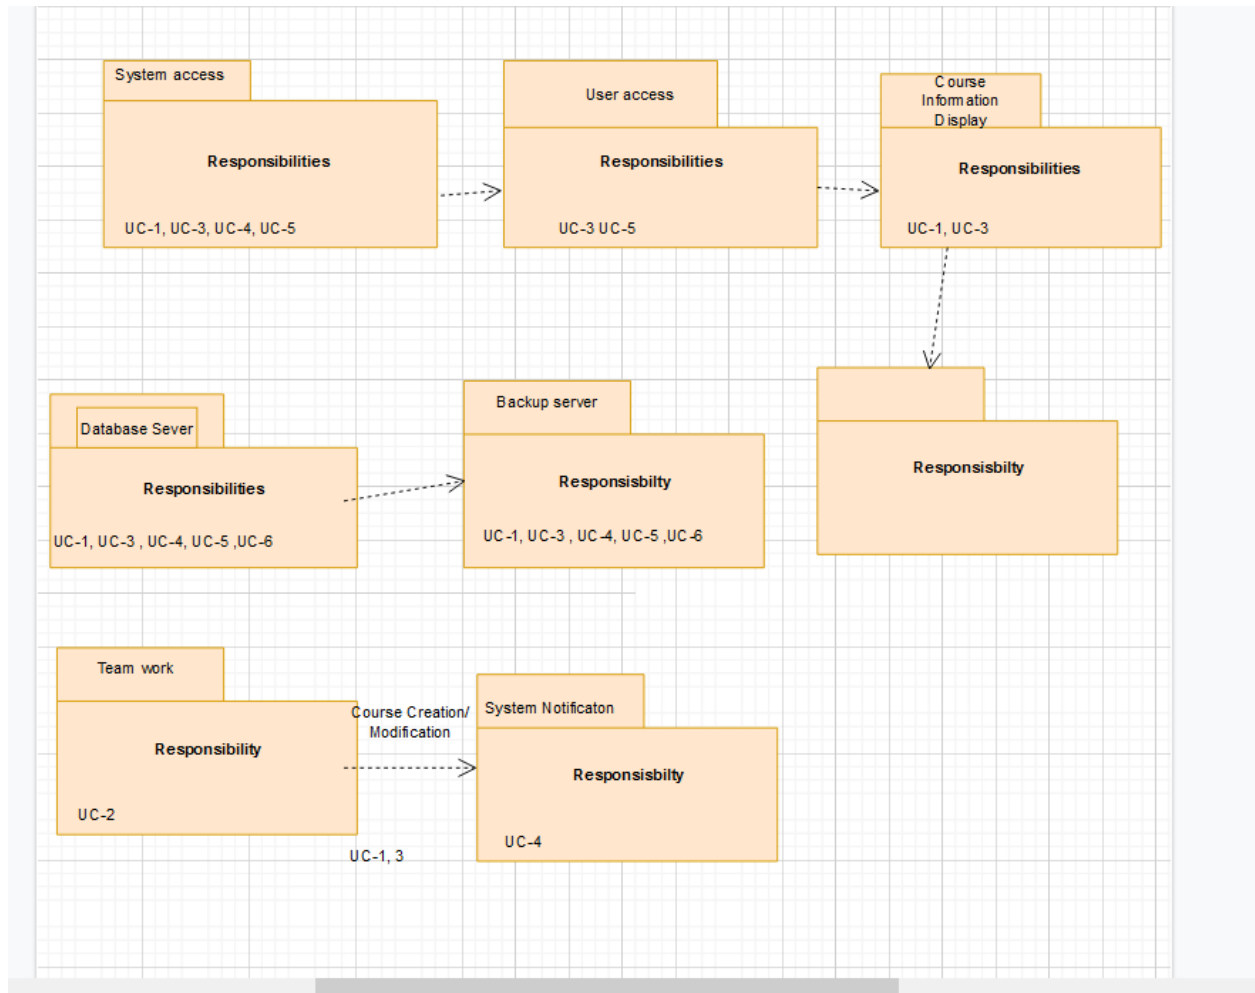 System access
Responsibilities
UC-1, UC-3, UC-4, UC-5
User access
Responsibilities
UC-3 UC-5
Course
Information
Display
Responsibilities
UC-1, UC-3
Database Sever
Responsibilities
UC-1, UC-3 , UC-4, UC-5 ,UC-6
Backup server
Responsisbilty
UC-1, UC-3 , UC-4, UC-5 ,UC-6
Responsisbilty
Team work
Responsibility
UC-2
Course Creation/
Modification
UC-1, 3
System Notificaton
Responsisbilty
UC-4